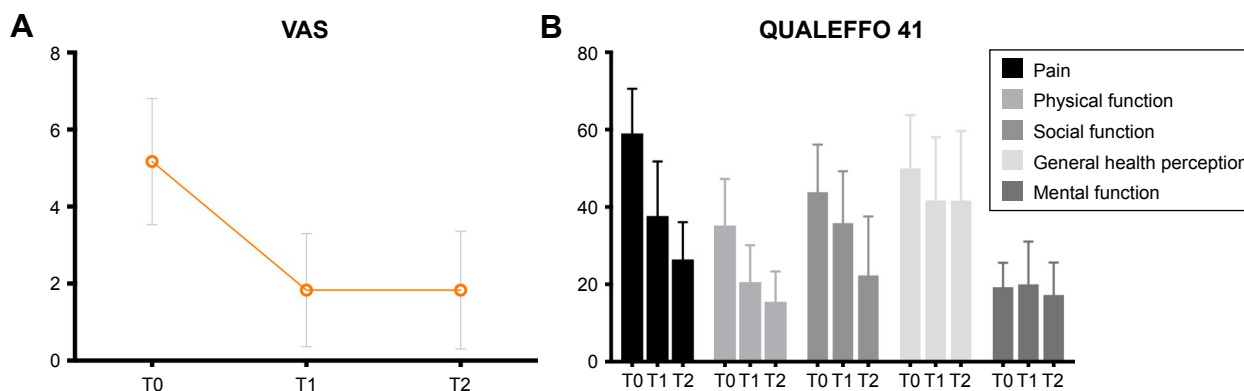 A
VAS
8
6
4
2
0
T0
T1
T2
B
QUALEFFO 41
80
60
40
20
0
T0 T1 T2
T0 T1 T2
T0 T1 T2
T0 T1 T2
T0 T1 T2
Pain
Physical function
Social function
General health perception
Mental function